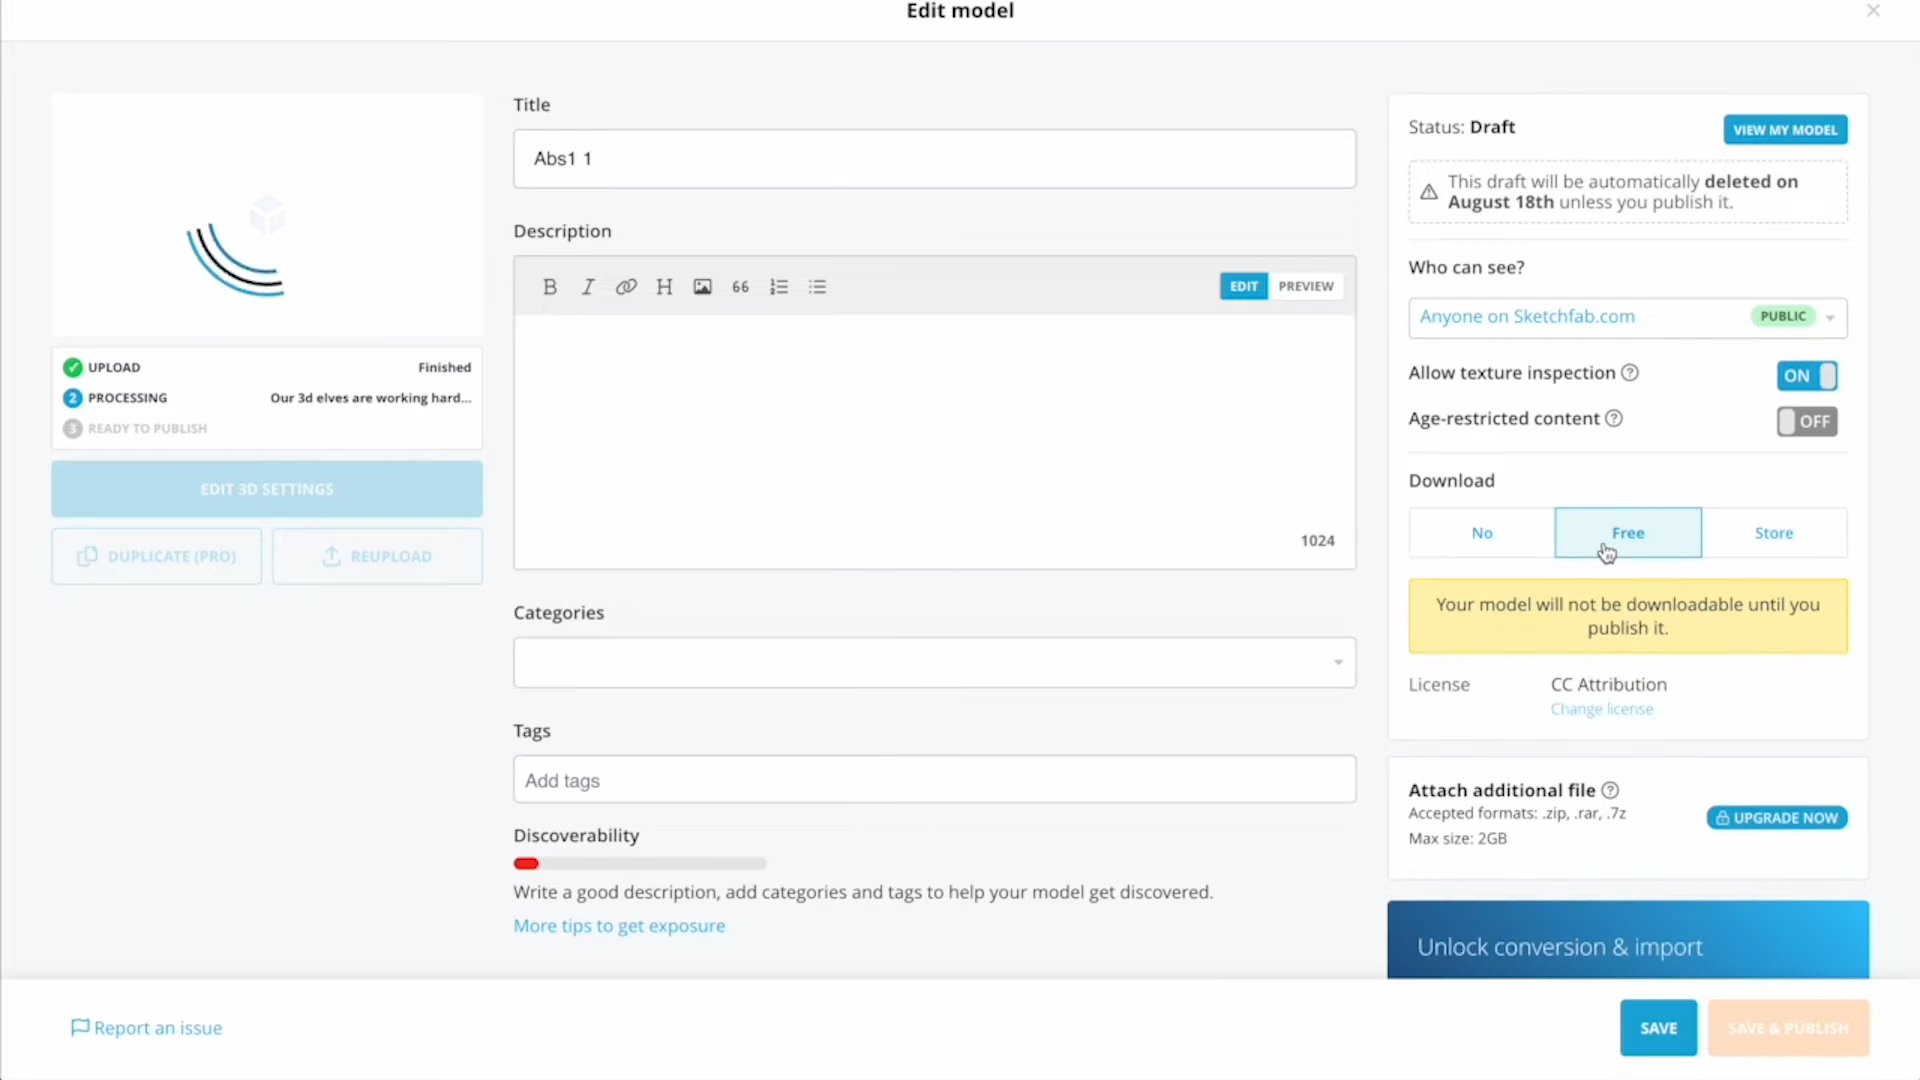 Edit model
Title
Abs1 1
Description
B I H 66
EDIT PREVIEW
1024
Categories
Tags
Add tags
Discoverability
Write a good description, add categories and tags to help your model get discovered.
More tips to get exposure
UPLOAD Finished
2 PROCESSING Our 3d elves are working hard...
3 READY TO PUBLISH
EDIT 3D SETTINGS
DUPLICATE (PRO) REUPLOAD
Status: Draft VIEW MY MODEL
This draft will be automatically deleted on
August 18th unless you publish it.
Who can see?
Anyone on Sketchfab.com PUBLIC
Allow texture inspection ? ON
Age-restricted content ? OFF
Download
No Free Store
Your model will not be downloadable until you
publish it.
License CC Attribution
Change license
Attach additional file ?
Accepted formats: .zip, .rar, .7z
Max size: 2GB
UPGRADE NOW
Unlock conversion & import
Report an issue
SAVE SAVE & PUBLISH